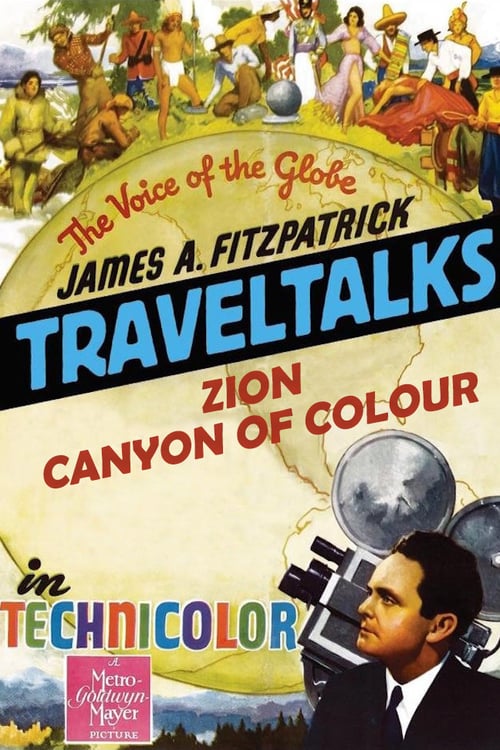 The Voice of the Globe
JAMES A. FITZPATRICK
TRAVELTALKS
ZION
CANYON OF COLOUR
in
TECHNICOLOR
A
Metro-
Goldwyn-
Mayer
PICTURE